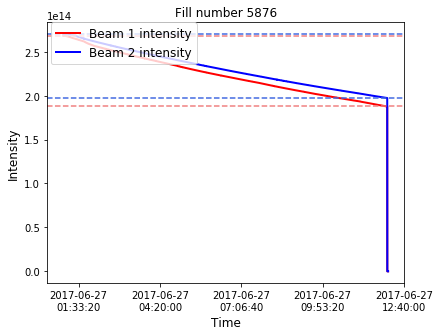 Fill number 5876
1e14
Beam 1 intensity
Beam 2 intensity
2.5
2.0
1.5
1.0
0.5
0.0
Intensity
2017-06-27 2017-06-27 2017-06-27 2017-06-27 2017-06-27
01:33:20 04:20:00 07:06:40 09:53:20 12:40:00
Time